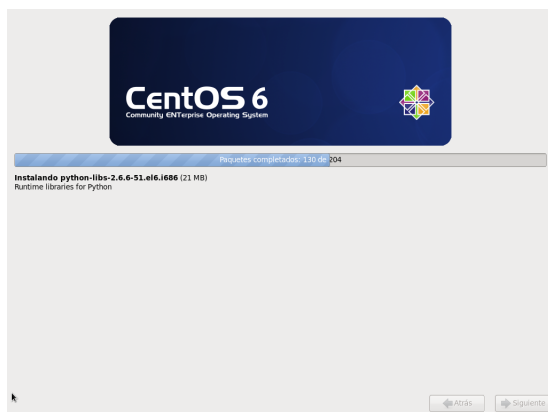 CentOS 6
Community ENTerprise Operating System
Paquetes completados: 130 de 204
Instalando python-libs-2.6.6-51.el6.i686 (21 MB)
Runtime libraries for Python
Atrás
Siguiente